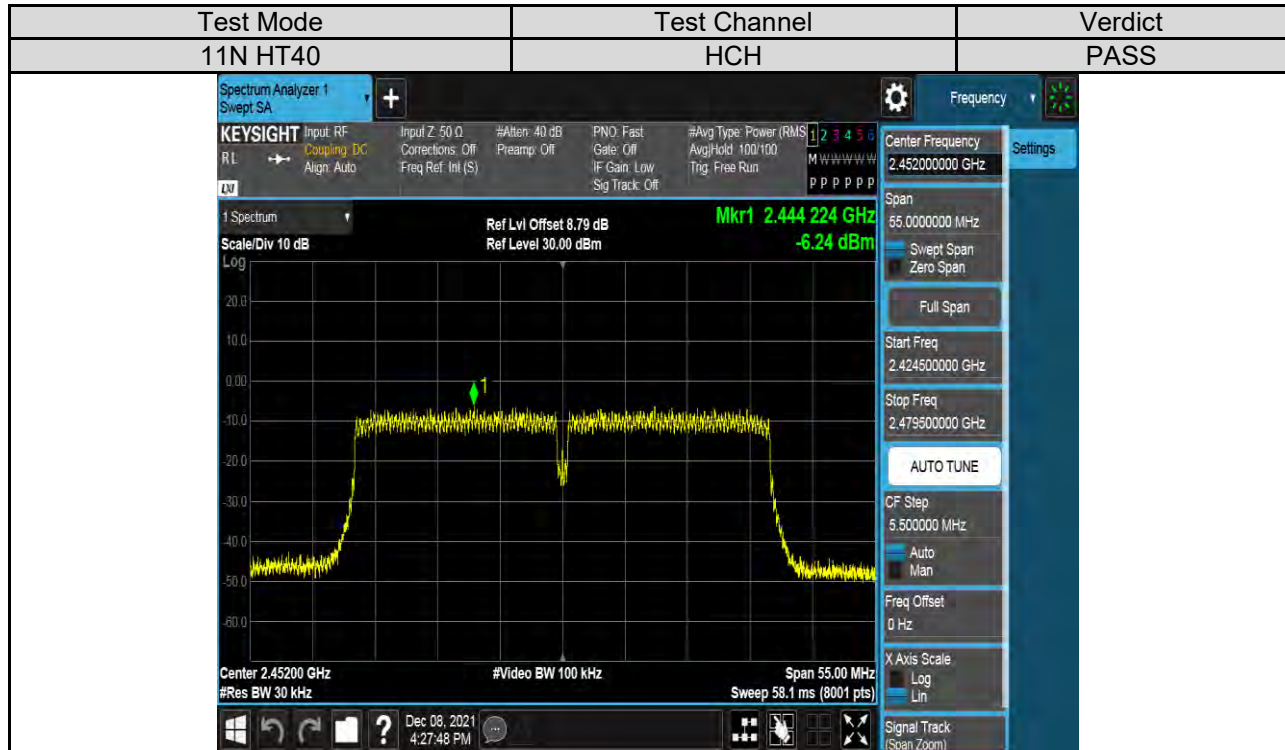 Test Mode Test Channel Verdict
11N HT40 HCH PASS
Spectrum Analyzer 1
Swept SA
+
Frequency
KEYSIGHT Input: RF Input Z: 50 Ω #Atten: 40 dB PNO: Fast #Avg Type: Power (RMS 1 2 3 4 5 6
RL Coupling: DC Corrections: Off Preamp: Off Gate: Off Avg|Hold: 100/100 M W W W W W
Align: Auto Freq Ref: Int (S) IF Gain: Low Trig: Free Run P P P P P P
LXI Sig Track: Off
1 Spectrum
Scale/Div 10 dB
Ref Lvl Offset 8.79 dB
Ref Level 30.00 dBm
Mkr1 2.444 224 GHz
-6.24 dBm
Log
20.0
10.0
0.00
-10.0
-20.0
-30.0
-40.0
-50.0
-60.0
1
Center 2.45200 GHz #Video BW 100 kHz Span 55.00 MHz
#Res BW 30 kHz Sweep 58.1 ms (8001 pts)
? Dec 08, 2021
4:27:48 PM
Center Frequency
2.452000000 GHz
Settings
Span
55.0000000 MHz
Swept Span
Zero Span
Full Span
Start Freq
2.424500000 GHz
Stop Freq
2.479500000 GHz
AUTO TUNE
CF Step
5.500000 MHz
Auto
Man
Freq Offset
0 Hz
X Axis Scale
Log
Lin
Signal Track
(Span Zoom)